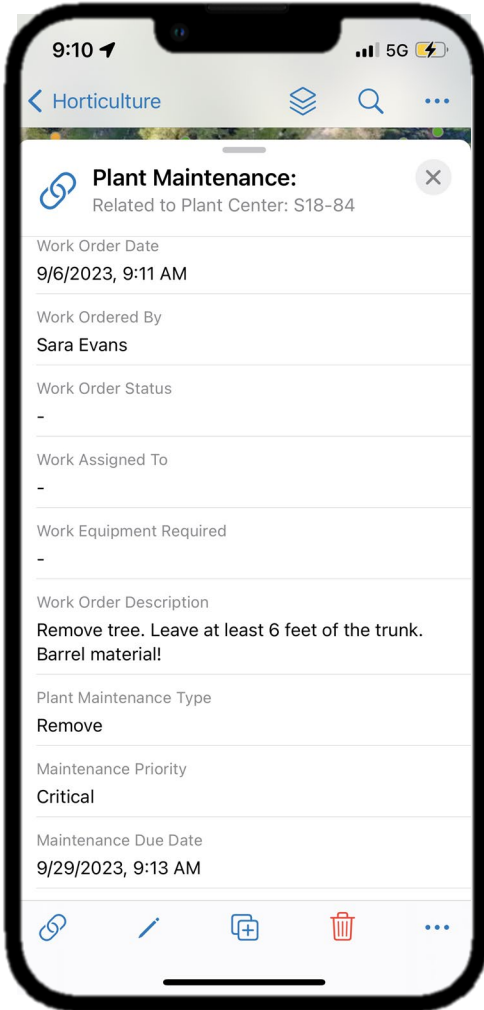 9:10
5G
Horticulture
Plant Maintenance:
Related to Plant Center: S18-84
Work Order Date
9/6/2023, 9:11 AM
Work Ordered By
Sara Evans
Work Order Status
-
Work Assigned To
-
Work Equipment Required
-
Work Order Description
Remove tree. Leave at least 6 feet of the trunk.
Barrel material!
Plant Maintenance Type
Remove
Maintenance Priority
Critical
Maintenance Due Date
9/29/2023, 9:13 AM